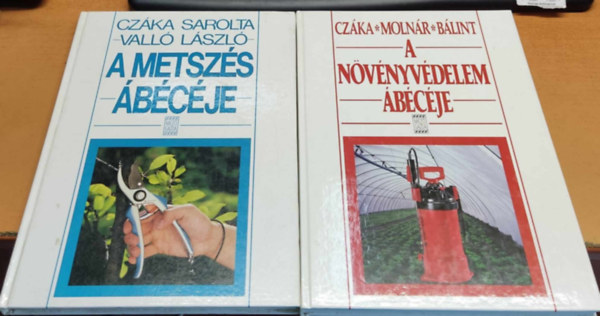 CZÁKA SAROLTA
VALLÓ LÁSZLÓ
A METSZÉS
ÁBÉCÉJE
CZÁKA * MOLNÁR * BÁLINT
A
NÖVÉNYVÉDELEM
ÁBÉCÉJE